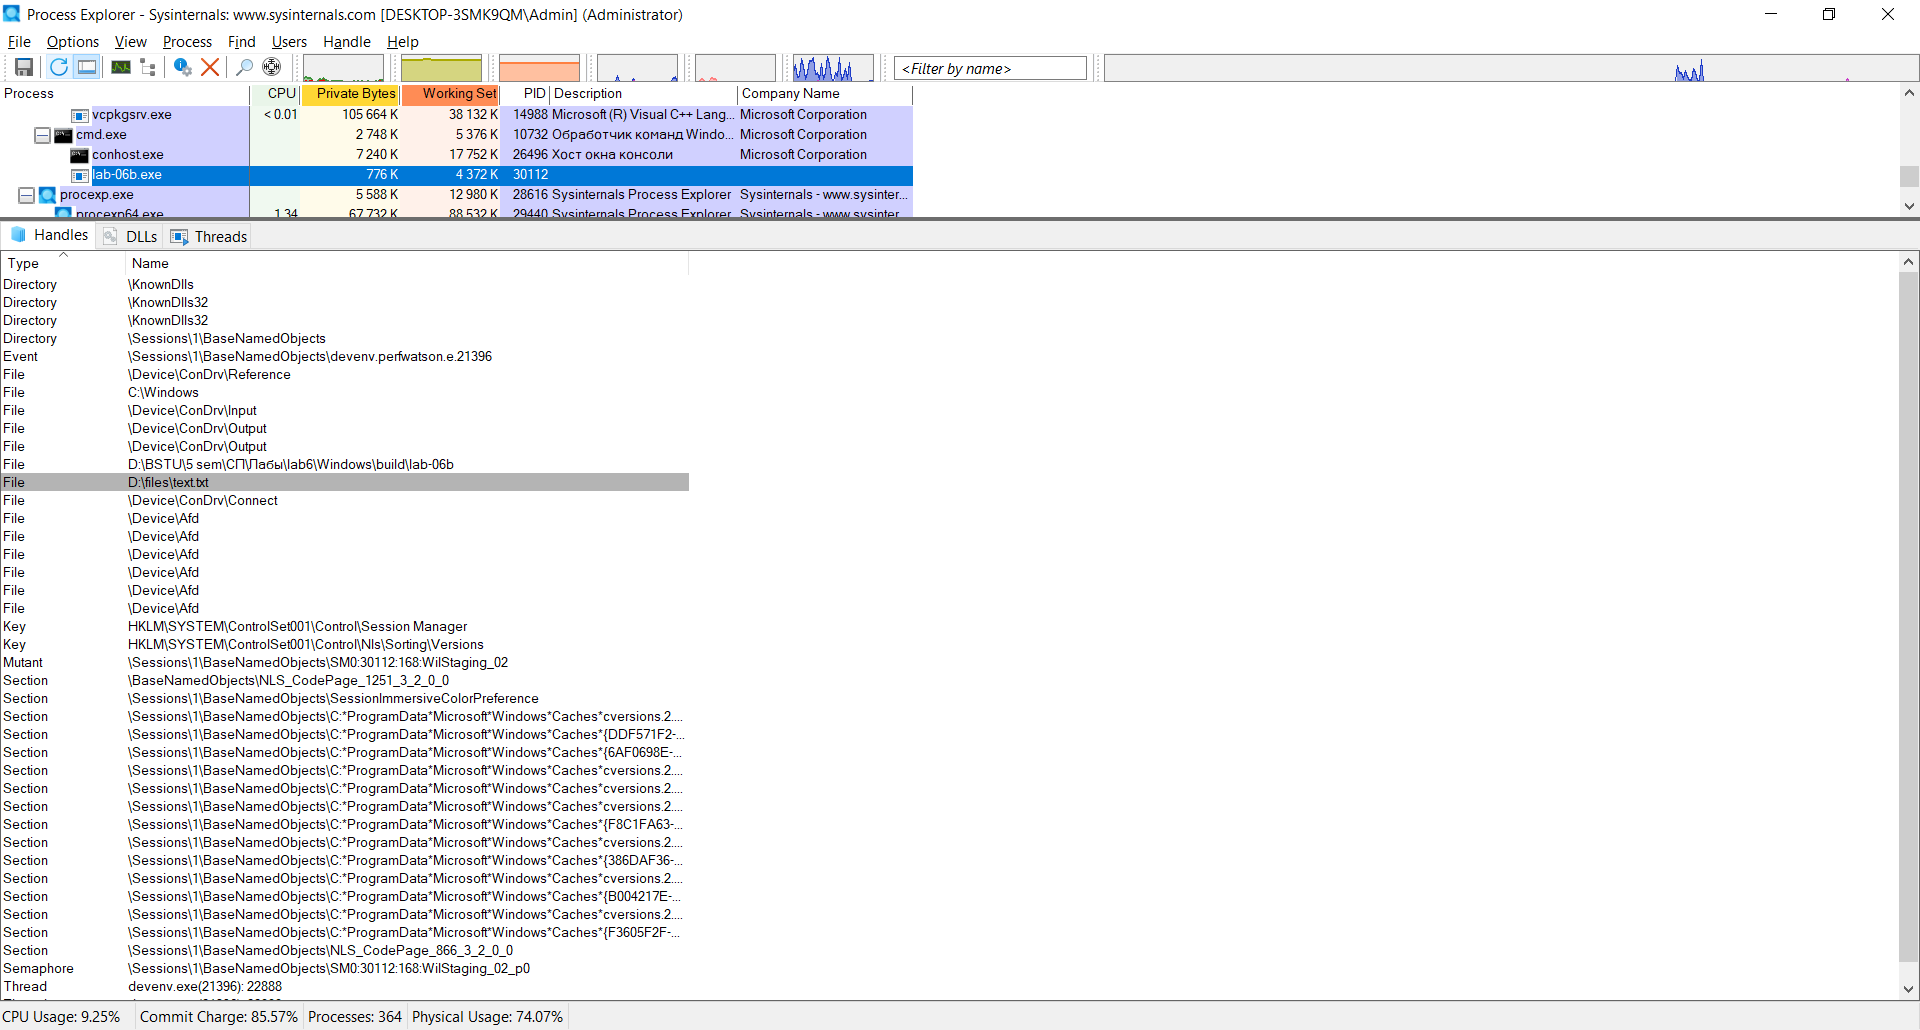 Process Explorer - Sysinternals: www.sysinternals.com [DESKTOP-3SMK9QM\Admin] (Administrator)
File Options View Process Find Users Handle Help
<Filter by name>
Process CPU Private Bytes Working Set PID Description Company Name
vcpkgsrv.exe < 0.01 105 664 K 38 132 K 14988 Microsoft (R) Visual C++ Lang... Microsoft Corporation
cmd.exe 2 748 K 5 376 K 10732 Обработчик команд Windo... Microsoft Corporation
conhost.exe 7 240 K 17 752 K 26496 Хост окна консоли Microsoft Corporation
lab-06b.exe 776 K 4 372 K 30112
procexp.exe 5 588 K 12 980 K 28616 Sysinternals Process Explorer Sysinternals - www.sysinter...
procexp64.exe 1.34 67 732 K 88 532 K 29440 Sysinternals Process Explorer Sysinternals - www.sysinter...
Handles DLLs Threads
Type Name
Directory \KnownDlls
Directory \KnownDlls32
Directory \KnownDlls32
Directory \Sessions\1\BaseNamedObjects
Event \Sessions\1\BaseNamedObjects\devenv.perfwatson.e.21396
File \Device\ConDrv\Reference
File C:\Windows
File \Device\ConDrv\Input
File \Device\ConDrv\Output
File \Device\ConDrv\Output
File D:\BSTU\5 sem\СП\Лабы\lab6\Windows\build\lab-06b
File D:\files\text.txt
File \Device\ConDrv\Connect
File \Device\Afd
File \Device\Afd
File \Device\Afd
File \Device\Afd
File \Device\Afd
File \Device\Afd
Key HKLM\SYSTEM\ControlSet001\Control\Session Manager
Key HKLM\SYSTEM\ControlSet001\Control\Nls\Sorting\Versions
Mutant \Sessions\1\BaseNamedObjects\SM0:30112:168:WilStaging_02
Section \BaseNamedObjects\NLS_CodePage_1251_3_2_0_0
Section \Sessions\1\BaseNamedObjects\SessionImmersiveColorPreference
Section \Sessions\1\BaseNamedObjects\C:*ProgramData*Microsoft*Windows*Caches*cversions.2....
Section \Sessions\1\BaseNamedObjects\C:*ProgramData*Microsoft*Windows*Caches*{DDF571F2-...
Section \Sessions\1\BaseNamedObjects\C:*ProgramData*Microsoft*Windows*Caches*{6AF0698E-...
Section \Sessions\1\BaseNamedObjects\C:*ProgramData*Microsoft*Windows*Caches*cversions.2....
Section \Sessions\1\BaseNamedObjects\C:*ProgramData*Microsoft*Windows*Caches*cversions.2....
Section \Sessions\1\BaseNamedObjects\C:*ProgramData*Microsoft*Windows*Caches*cversions.2....
Section \Sessions\1\BaseNamedObjects\C:*ProgramData*Microsoft*Windows*Caches*{F8C1FA63-...
Section \Sessions\1\BaseNamedObjects\C:*ProgramData*Microsoft*Windows*Caches*cversions.2....
Section \Sessions\1\BaseNamedObjects\C:*ProgramData*Microsoft*Windows*Caches*{386DAF36-...
Section \Sessions\1\BaseNamedObjects\C:*ProgramData*Microsoft*Windows*Caches*cversions.2....
Section \Sessions\1\BaseNamedObjects\C:*ProgramData*Microsoft*Windows*Caches*{B004217E-...
Section \Sessions\1\BaseNamedObjects\C:*ProgramData*Microsoft*Windows*Caches*cversions.2....
Section \Sessions\1\BaseNamedObjects\C:*ProgramData*Microsoft*Windows*Caches*{F3605F2F-...
Section \Sessions\1\BaseNamedObjects\NLS_CodePage_866_3_2_0_0
Semaphore \Sessions\1\BaseNamedObjects\SM0:30112:168:WilStaging_02_p0
Thread devenv.exe(21396): 22888
CPU Usage: 9.25% Commit Charge: 85.57% Processes: 364 Physical Usage: 74.07%